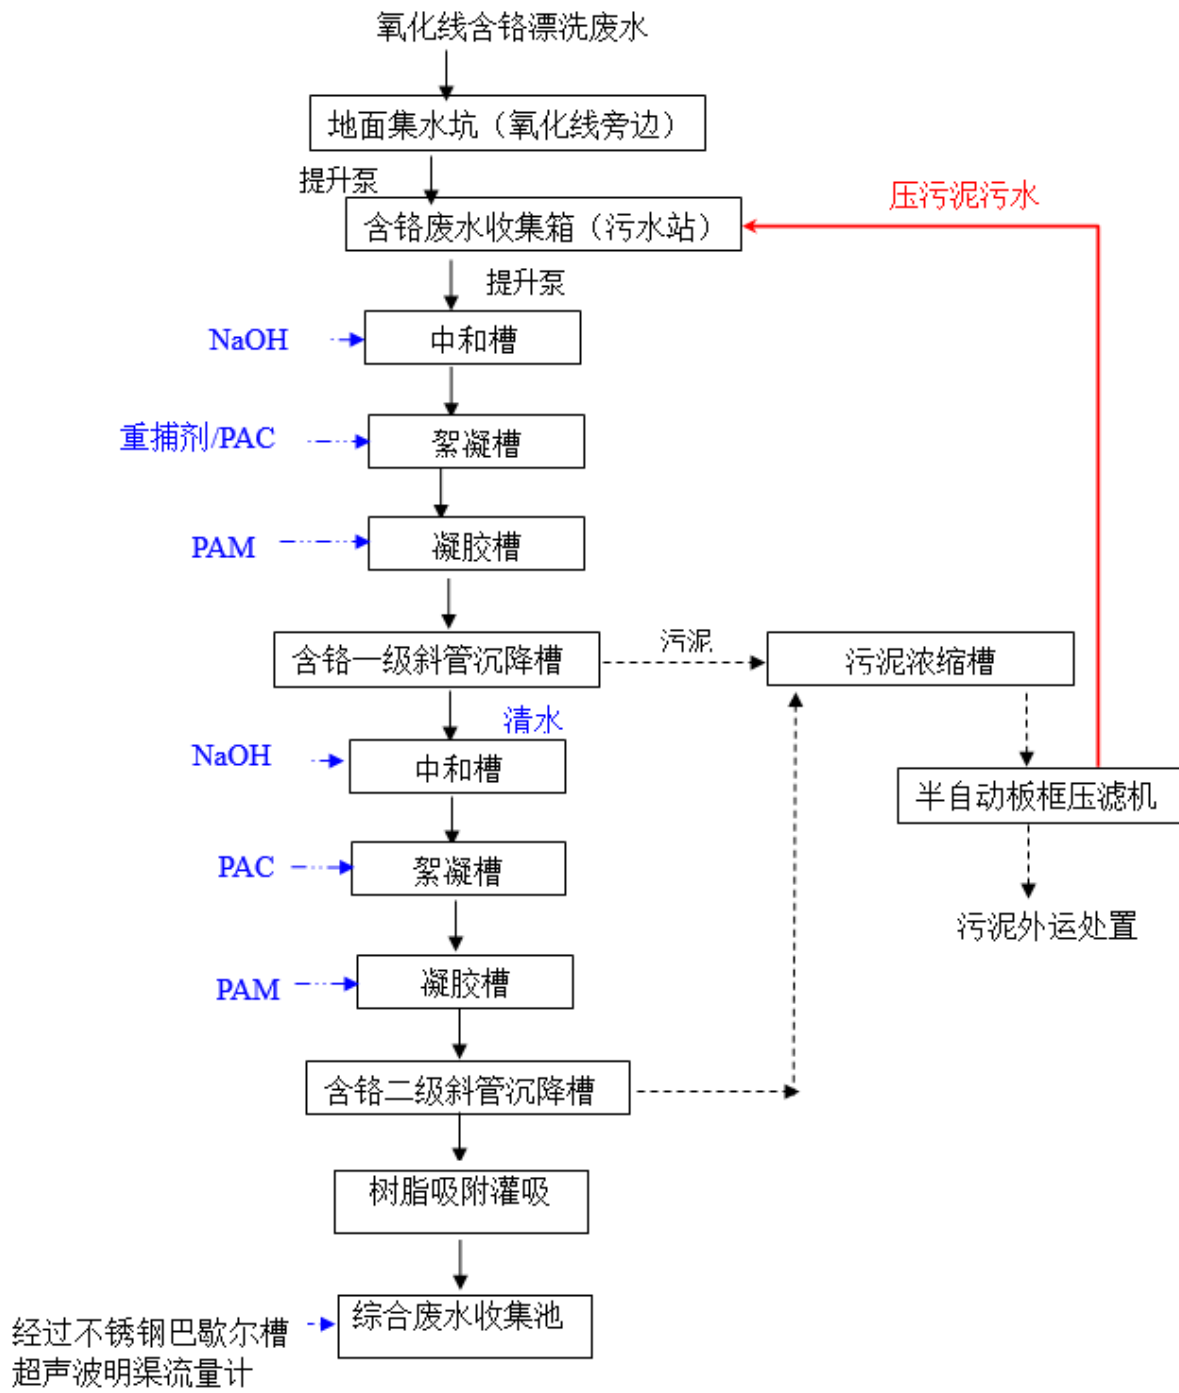 氧化线含铬漂洗废水
地面集水坑（氧化线旁边）
提升泵
压污泥污水
含铬废水收集箱（污水站）
提升泵
NaOH
中和槽
重捕剂/PAC
絮凝槽
PAM
凝胶槽
污泥
含铬一级斜管沉降槽
污泥浓缩槽
清水
NaOH
中和槽
半自动板框压滤机
PAC
絮凝槽
污泥外运处置
PAM
凝胶槽
含铬二级斜管沉降槽
树脂吸附灌吸
综合废水收集池
经过不锈钢巴歇尔槽
超声波明渠流量计